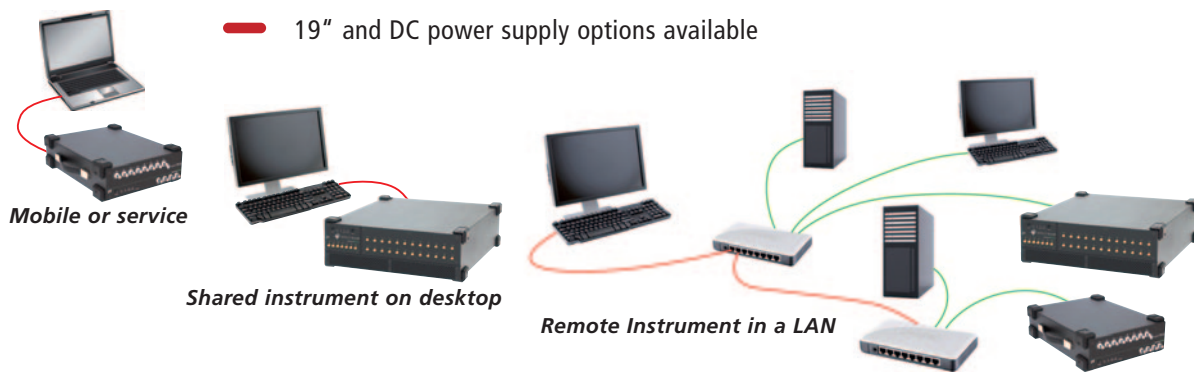 19“ and DC power supply options available
Mobile or service
Shared instrument on desktop
Remote Instrument in a LAN